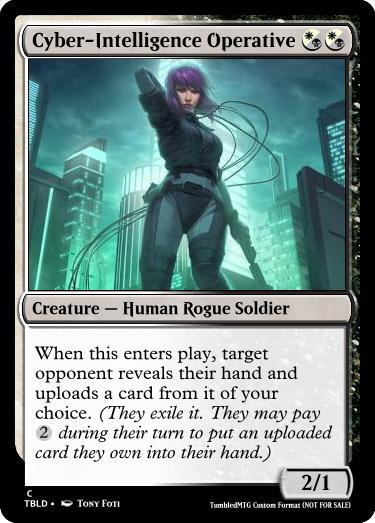 Cyber-Intelligence Operative
Creature — Human Rogue Soldier
When this enters play, target
opponent reveals their hand and
uploads a card from it of your
choice. (They exile it. They may pay
2 during their turn to put an uploaded
card they own into their hand.)
2/1
C
TBLD • Tony Foti
TumbledMTG Custom Format (NOT FOR SALE)